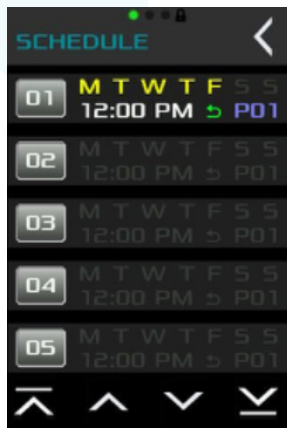 SCHEDULE
01 M T W T F S S
12:00 PM P01
02 M T W T F S S
12:00 PM P01
03 M T W T F S S
12:00 PM P01
04 M T W T F S S
12:00 PM P01
05 M T W T F S S
12:00 PM P01